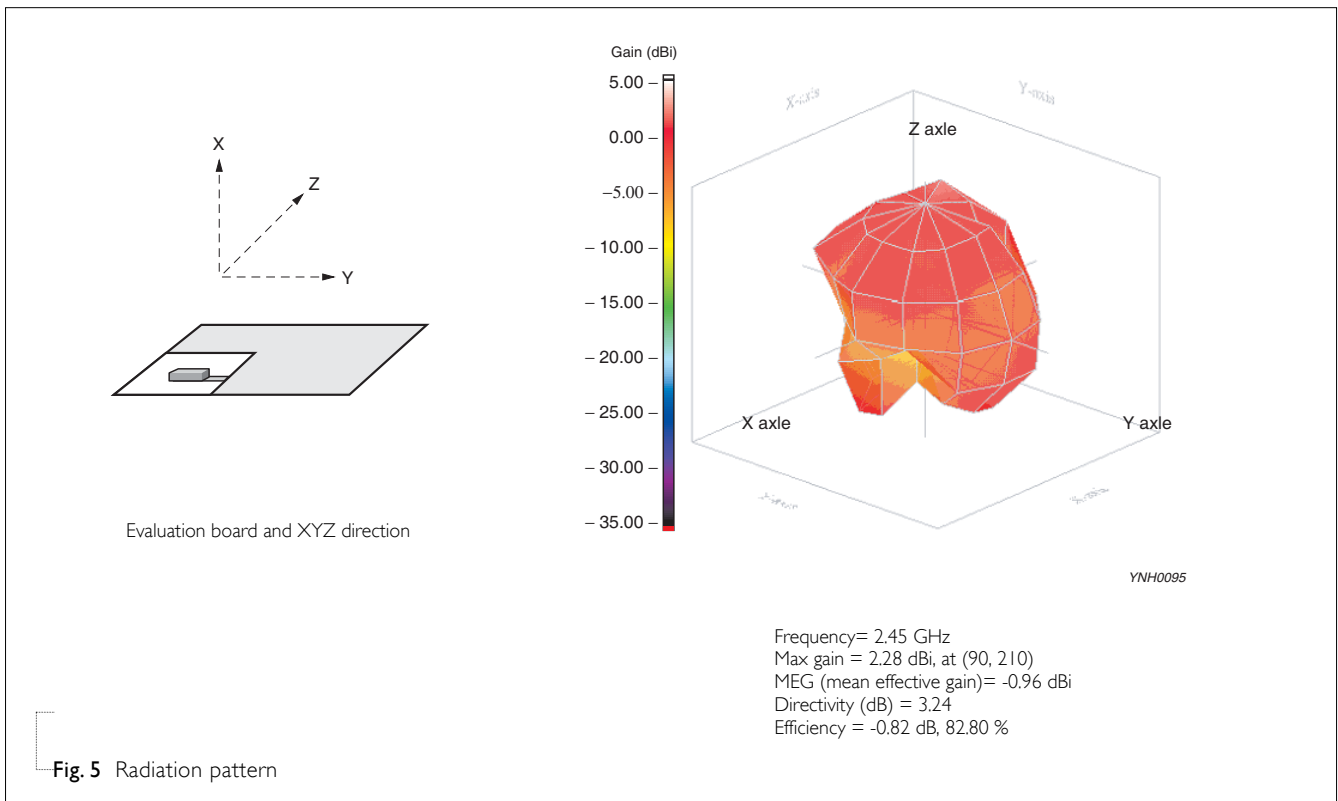 Gain (dBi)
5.00 –
0.00 –
–5.00 –
– 10.00 –
– 15.00 –
– 20.00 –
– 25.00 –
– 30.00 –
– 35.00 –
X
Z
Y
Evaluation board and XYZ direction
X-axis
Y-axis
Z axle
X axle
Y axle
YNH0095
Frequency= 2.45 GHz
Max gain = 2.28 dBi, at (90, 210)
MEG (mean effective gain)= -0.96 dBi
Directivity (dB) = 3.24
Efficiency = -0.82 dB, 82.80 %
Fig. 5 Radiation pattern